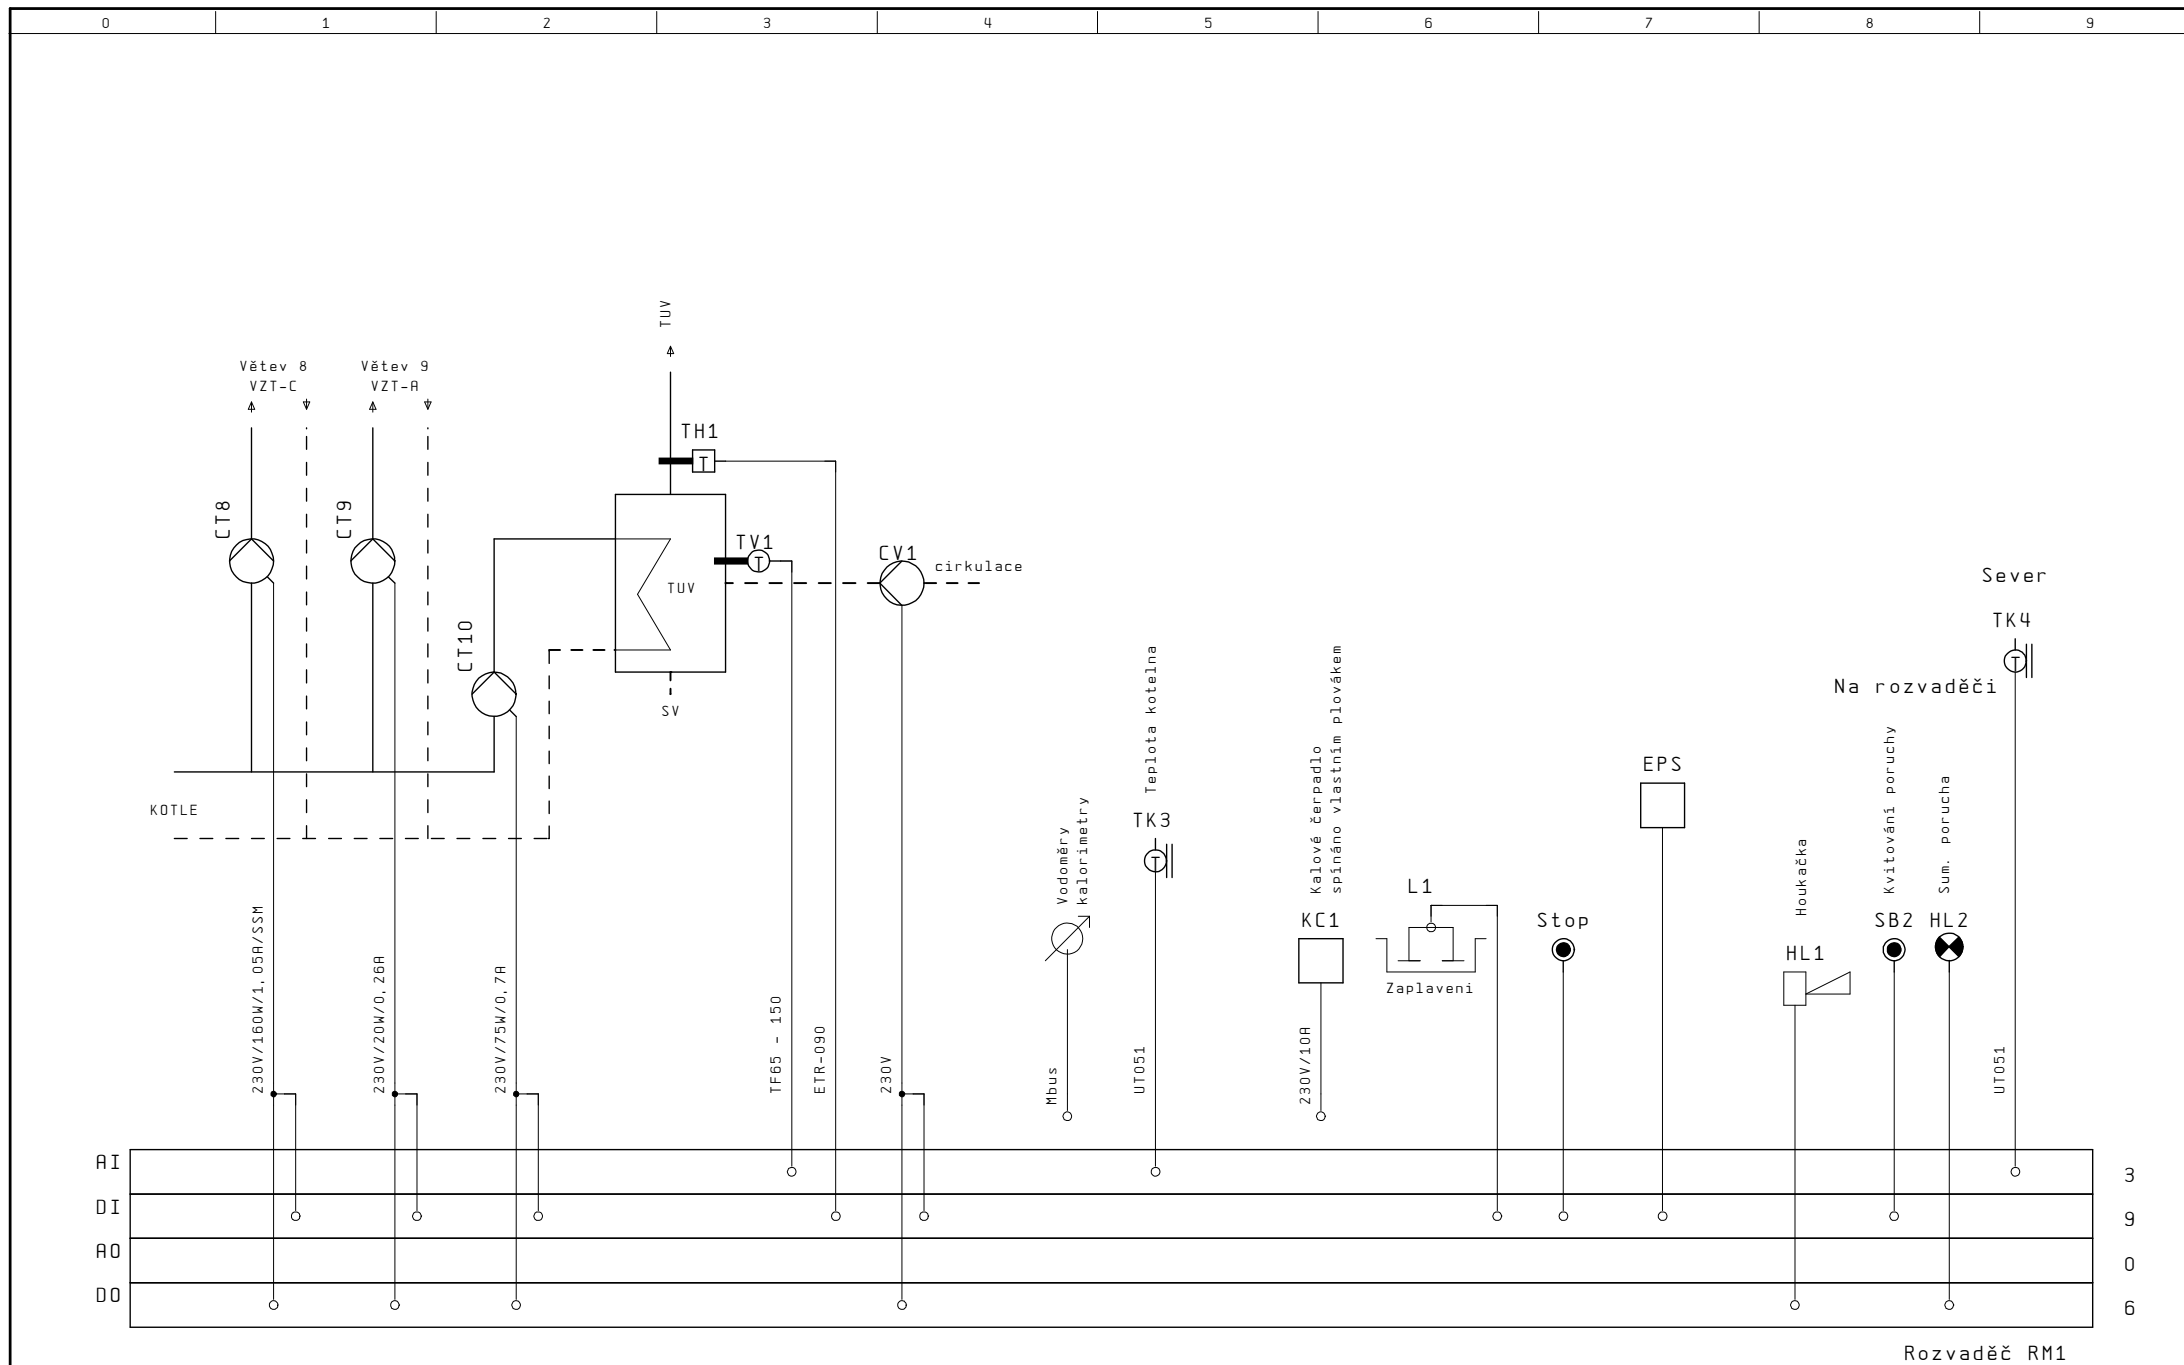 0 1 2 3 4 5 6 7 8 9
TUV
Větev 8
VZT-C
Větev 9
VZT-A
TH1
CT8
CT9
TV1
CV1
cirkulace
TUV
CT10
SV
KOTLE
Sever
TK4
Na rozvaděči
Teplota kotelna
TK3
Vodoměry
kalorimetry
Kalové čerpadlo
spínáno vlastním plovákem
KC1
L1
Zaplaveni
Stop
EPS
Houkačka
HL1
Kvitování poruchy
SB2
Sum. porucha
HL2
230V/160W/1,05A/SSM
230V/20W/0,26A
230V/75W/0,7A
TF65 - 150
ETR-090
230V
Mbus
UT051
230V/10A
UT051
AI 3
DI 9
AO 0
DO 6
Rozvaděč RM1